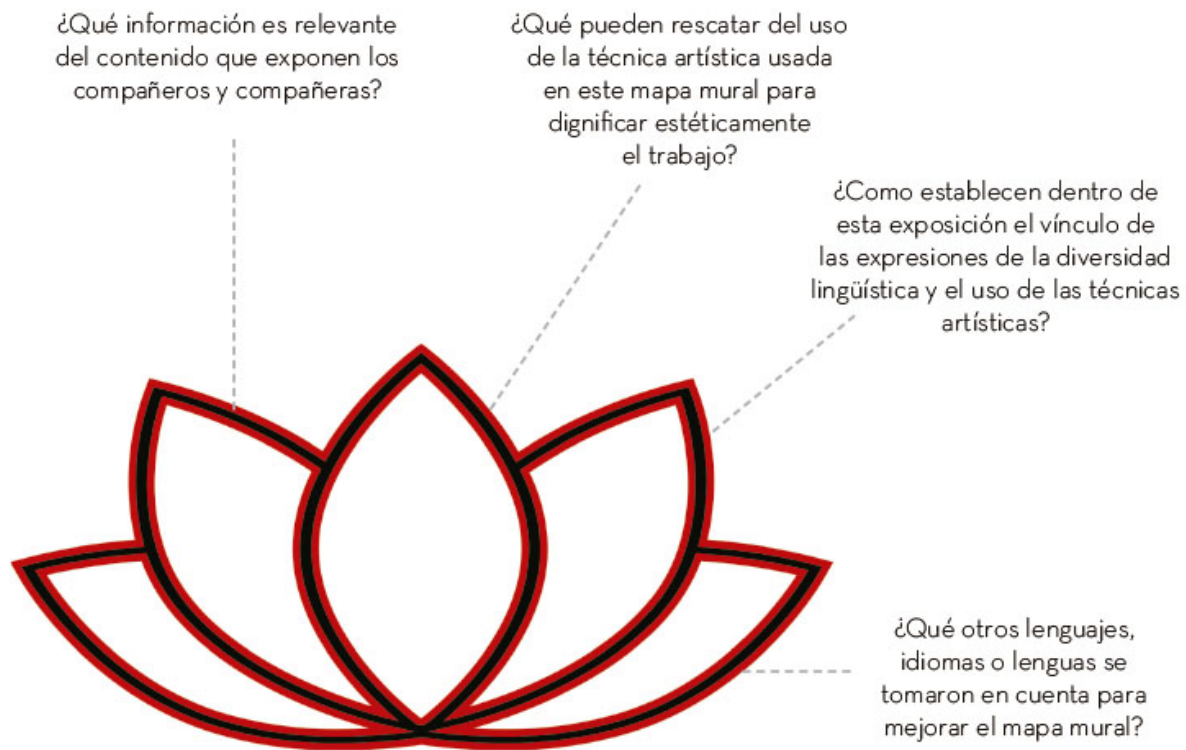 ¿Qué información es relevante
del contenido que exponen los
compañeros y compañeras?
¿Qué pueden rescatar del uso
de la técnica artística usada
en este mapa mural para
dignificar estéticamente
el trabajo?
¿Como establecen dentro de
esta exposición el vínculo de
las expresiones de la diversidad
lingüística y el uso de las técnicas
artísticas?
¿Qué otros lenguajes,
idiomas o lenguas se
tomaron en cuenta para
mejorar el mapa mural?